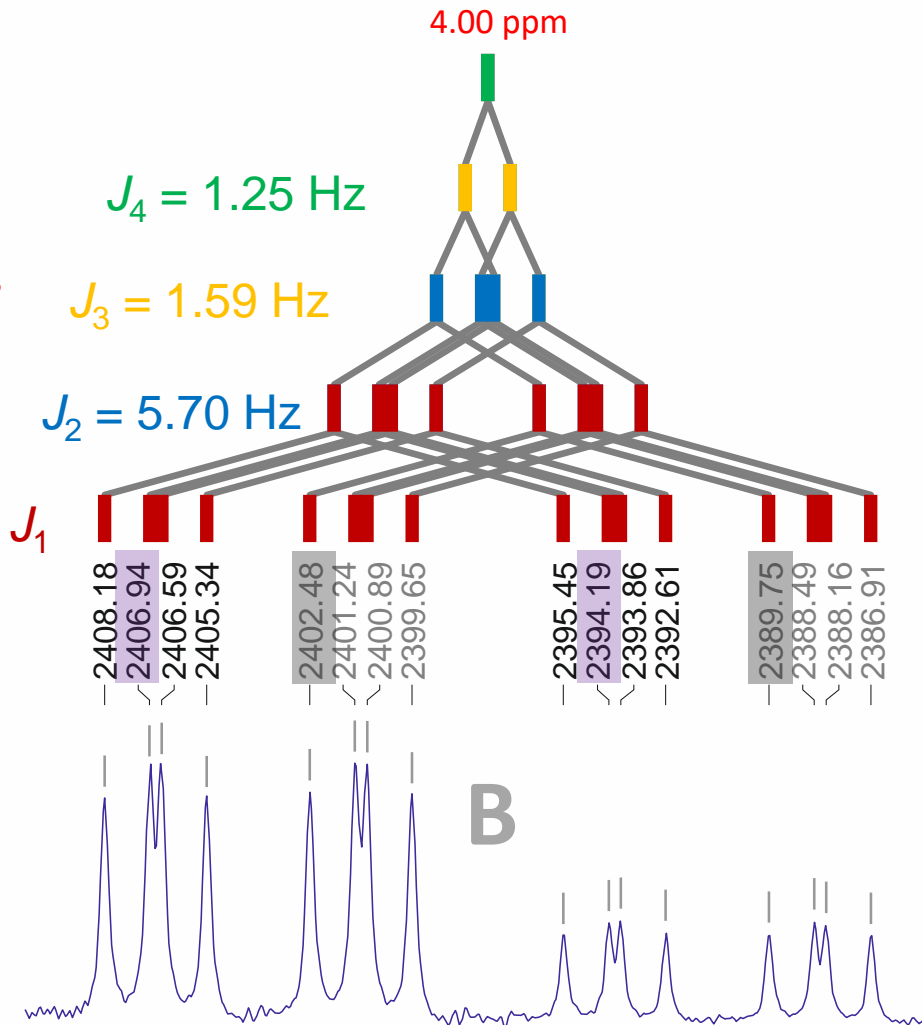 4.00 ppm
J4 = 1.25 Hz
J3 = 1.59 Hz
J2 = 5.70 Hz
J1
2408.18
2406.94
2406.59
2405.34
2402.48
2401.24
2400.89
2399.65
2395.45
2394.19
2393.86
2392.61
2389.75
2388.49
2388.16
2386.91
B